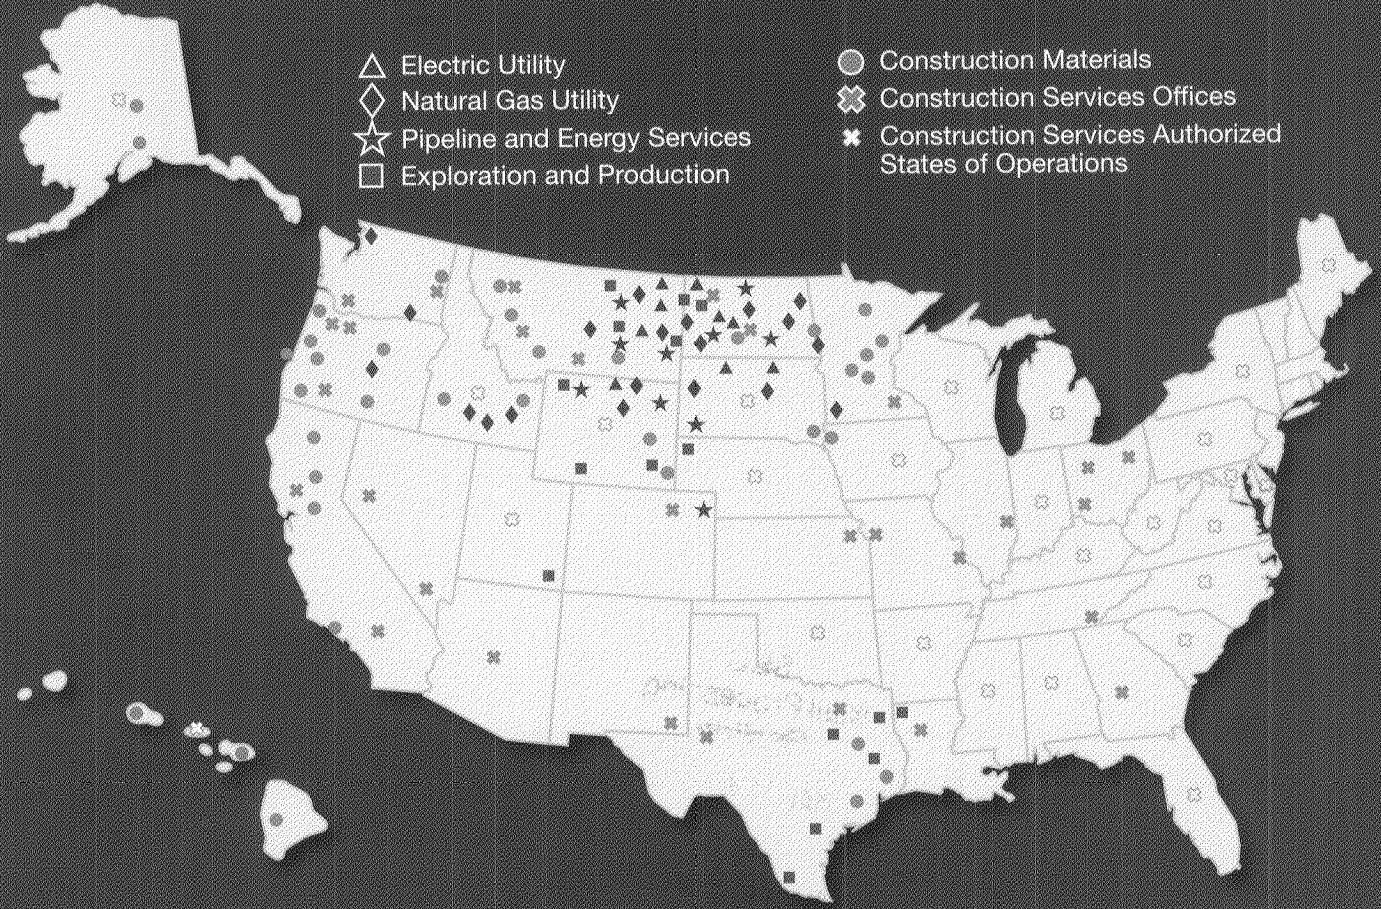 Electric Utility
Natural Gas Utility
Pipeline and Energy Services
Exploration and Production
Construction Materials
Construction Services Offices
Construction Services Authorized
States of Operations